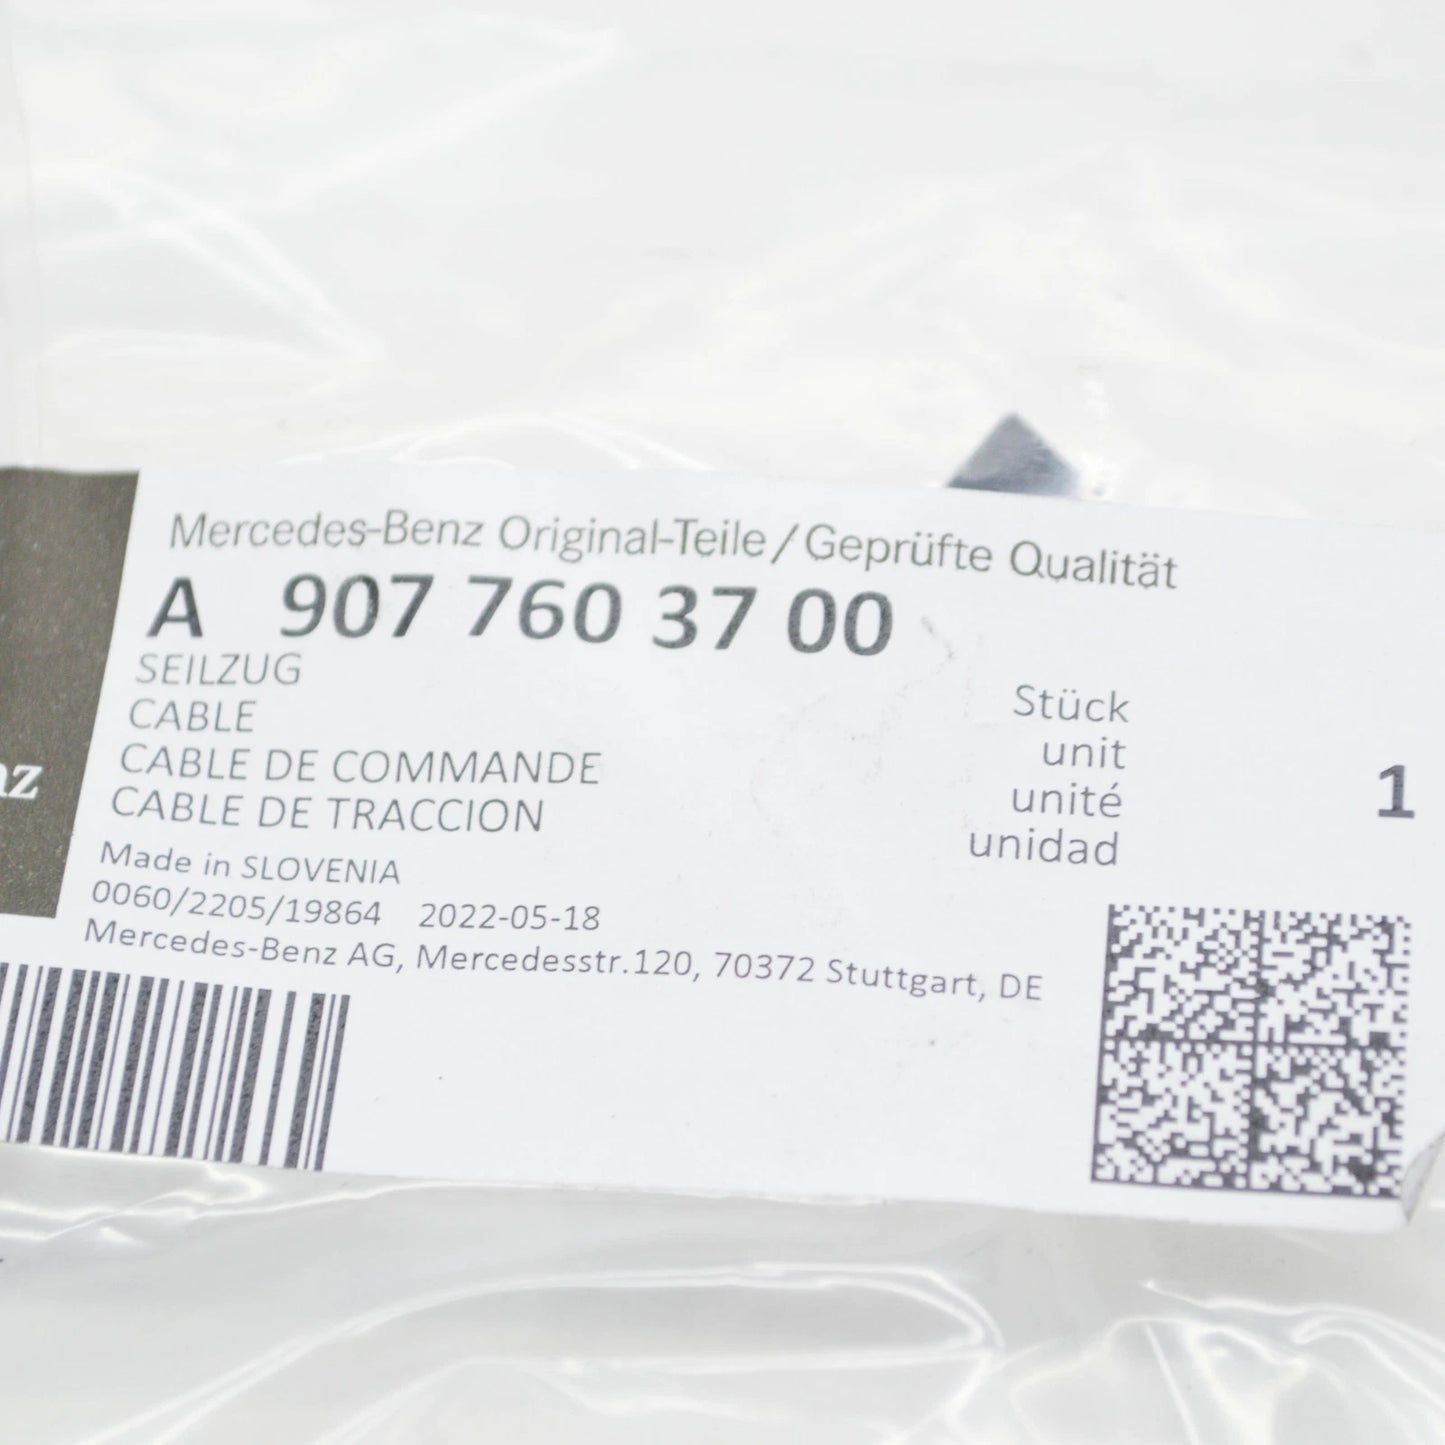 Mercedes-Benz Original-Teile/Geprüfte Qualität
A 907 760 37 00
SEILZUG
CABLE
CABLE DE COMMANDE
CABLE DE TRACCION
Stück
unit
unité
unidad
1
Made in SLOVENIA
0060/2205/19864 2022-05-18
Mercedes-Benz AG, Mercedesstr.120, 70372 Stuttgart, DE